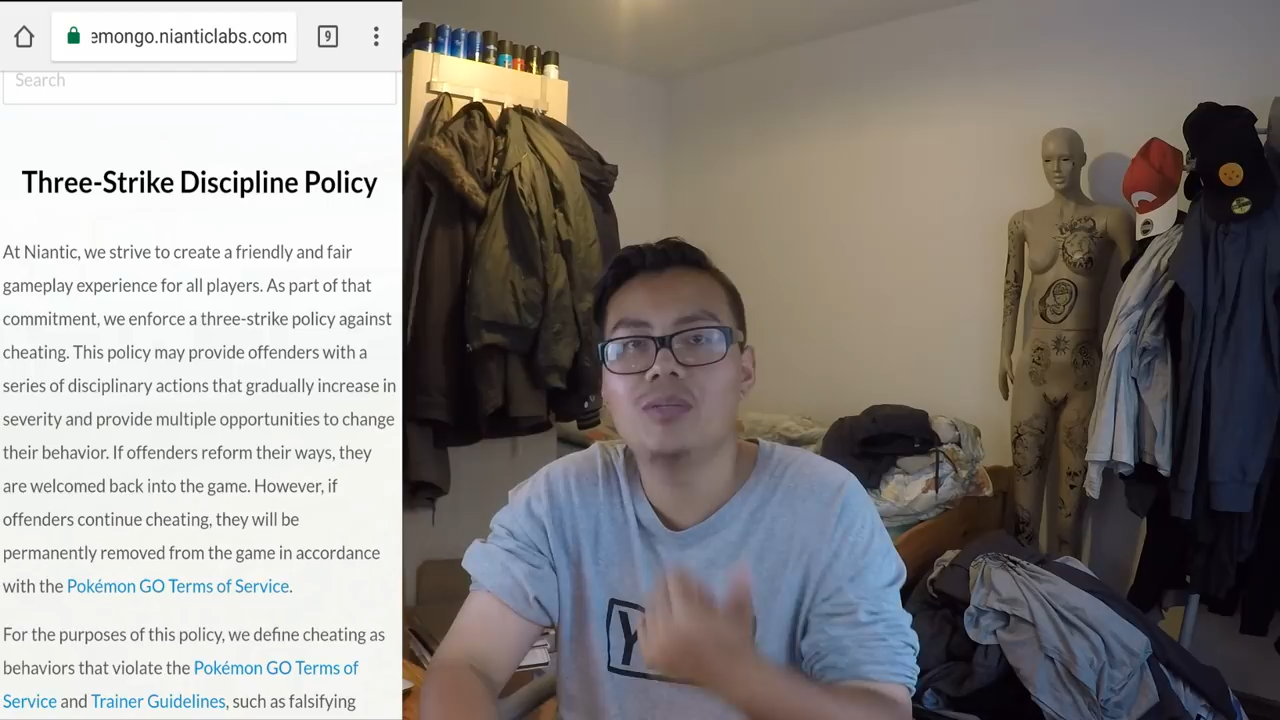 emongo.nianticlabs.com
9
Search
Three-Strike Discipline Policy
At Niantic, we strive to create a friendly and fair
gameplay experience for all players. As part of that
commitment, we enforce a three-strike policy against
cheating. This policy may provide offenders with a
series of disciplinary actions that gradually increase in
severity and provide multiple opportunities to change
their behavior. If offenders reform their ways, they
are welcomed back into the game. However, if
offenders continue cheating, they will be
permanently removed from the game in accordance
with the Pokémon GO Terms of Service.
For the purposes of this policy, we define cheating as
behaviors that violate the Pokémon GO Terms of
Service and Trainer Guidelines, such as falsifying
Y